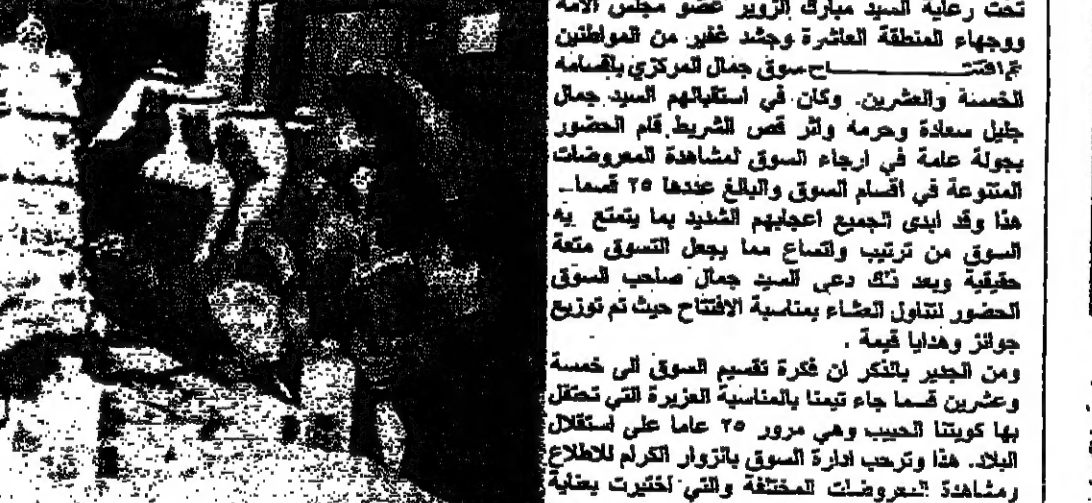 تحت رعاية السيد مبارك الزوير عضو مجلس الامة
ووجهاء المنطقة العاشرة وحشد غفير من المواطنين
تم افتتـــــــاح سوق جمال المركزي بأقسامه
الخمسة والعشرين. وكان في استقبالهم السيد جمال
جليل سعادة وحرمه واثر قص الشريط قام الحضور
بجولة عامة في ارجاء السوق لمشاهدة المعروضات
المتنوعة في اقسام السوق والبالغ عددها ٢٥ قسما ـ
هذا وقد ابدى الجميع اعجابهم الشديد بما يتمتع به
السوق من ترتيب واتساع مما يجعل التسوق متعة
حقيقية وبعد ذلك دعى السيد جمال صاحب السوق
الحضور لتناول العشاء بمناسبة الافتتاح حيث تم توزيع
جوائز وهدايا قيمة .
ومن الجدير بالذكر ان فكرة تقسيم السوق الى خمسة
وعشرين قسما جاء تيمنا بالمناسبة العزيزة التي تحتفل
بها كويتنا الحبيب وهي مرور ٢٥ عاما على استقلال
البلاد. هذا وترحب ادارة السوق بالزوار الكرام للاطلاع
ومشاهدة المعروضات المختلفة والتي اختيرت بعناية